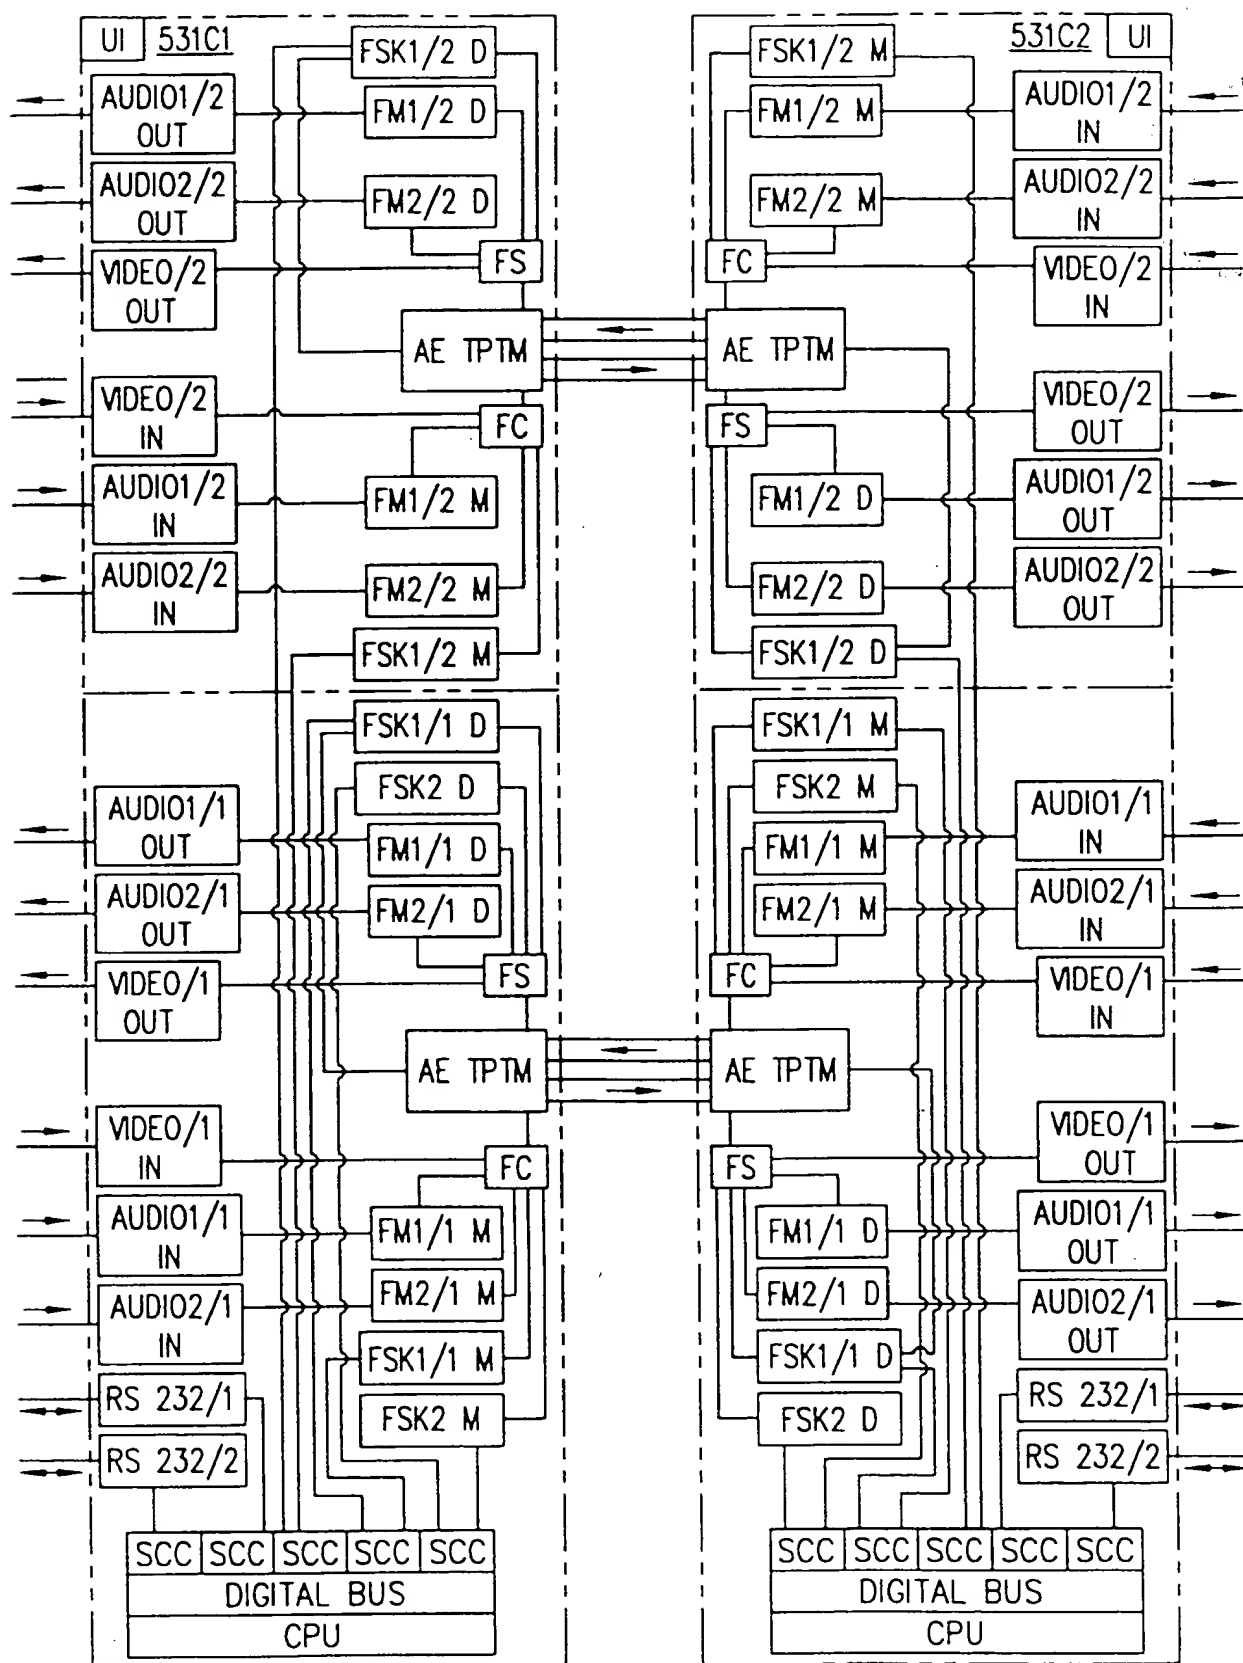 UI 531C1
FSK1/2 D
AUDIO1/2
OUT
FM1/2 D
AUDIO2/2
OUT
FM2/2 D
VIDEO/2
OUT
FS
AE TPTM
VIDEO/2
IN
FC
AUDIO1/2
IN
FM1/2 M
AUDIO2/2
IN
FM2/2 M
FSK1/2 M
FSK1/1 D
FSK2 D
AUDIO1/1
OUT
FM1/1 D
AUDIO2/1
OUT
FM2/1 D
VIDEO/1
OUT
FS
AE TPTM
VIDEO/1
IN
FC
AUDIO1/1
IN
FM1/1 M
AUDIO2/1
IN
FM2/1 M
FSK1/1 M
RS 232/1
FSK2 M
RS 232/2
SCC SCC SCC SCC SCC
DIGITAL BUS
CPU
531C2 UI
FSK1/2 M
FM1/2 M
AUDIO1/2
IN
FM2/2 M
AUDIO2/2
IN
FC
VIDEO/2
IN
AE TPTM
FS
VIDEO/2
OUT
FM1/2 D
AUDIO1/2
OUT
FM2/2 D
AUDIO2/2
OUT
FSK1/2 D
FSK1/1 M
FSK2 M
FM1/1 M
AUDIO1/1
IN
FM2/1 M
AUDIO2/1
IN
FC
VIDEO/1
IN
AE TPTM
FS
VIDEO/1
OUT
FM1/1 D
AUDIO1/1
OUT
FM2/1 D
AUDIO2/1
OUT
FSK1/1 D
FSK2 D
RS 232/1
RS 232/2
SCC SCC SCC SCC SCC
DIGITAL BUS
CPU